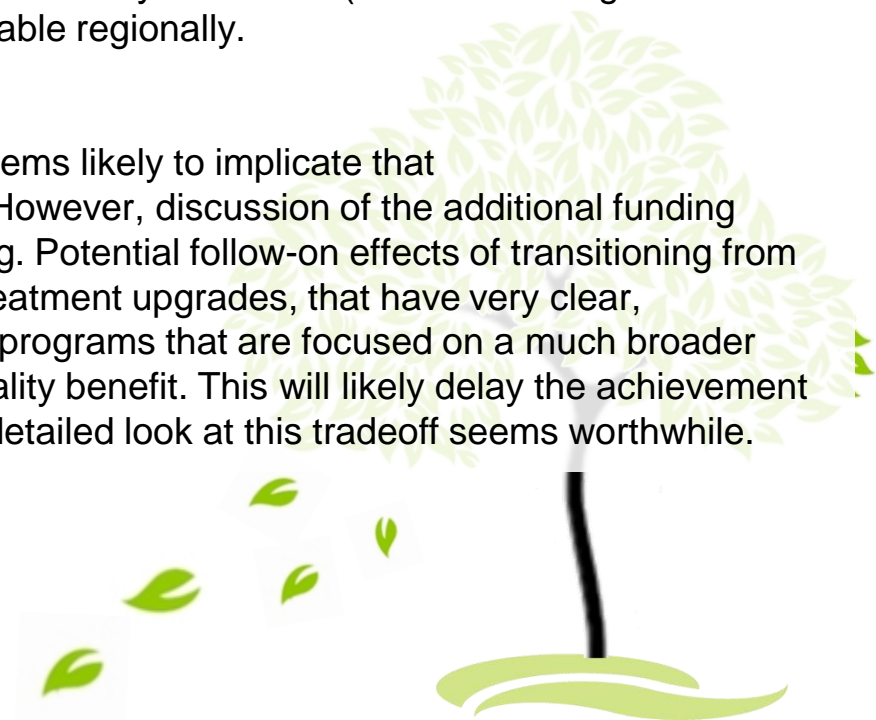 able regionally.
ems likely to implicate that
However, discussion of the additional funding
g. Potential follow-on effects of transitioning from
eatment upgrades, that have very clear,
programs that are focused on a much broader
ality benefit. This will likely delay the achievement
detailed look at this tradeoff seems worthwhile.